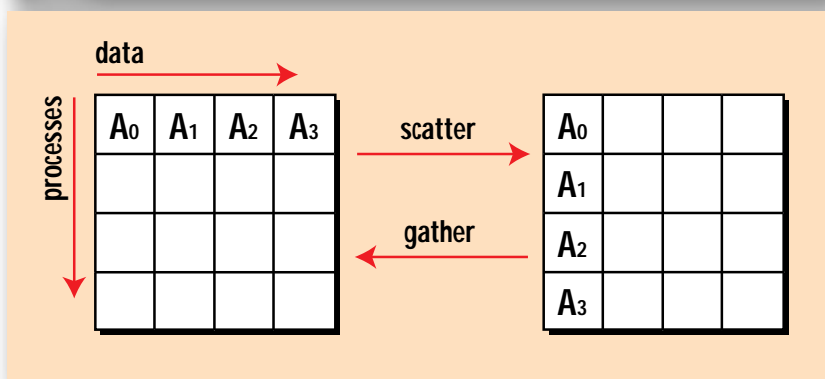 data
processes
A0 A1 A2 A3
scatter
gather
A0
A1
A2
A3